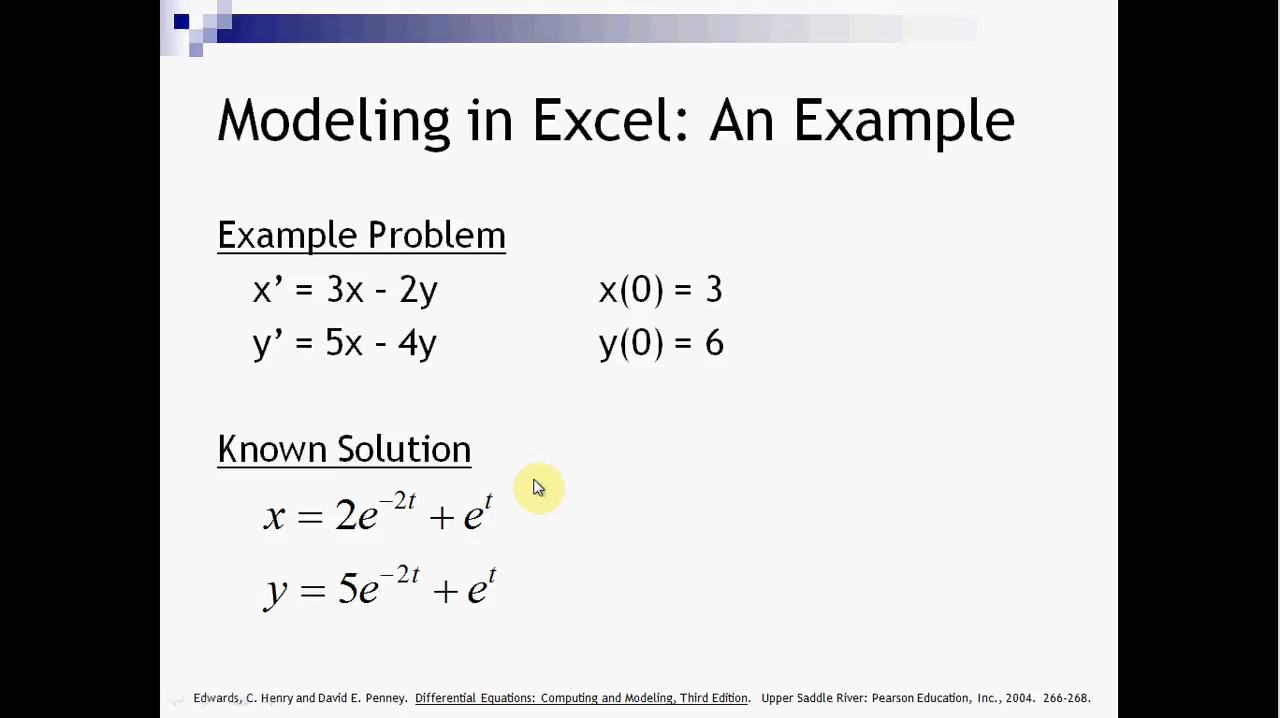 Modeling in Excel: An Example
Example Problem
x’ = 3x - 2y x(0) = 3
y’ = 5x - 4y y(0) = 6
Known Solution
x = 2e^{-2t} + e^{t}
y = 5e^{-2t} + e^{t}
Edwards, C. Henry and David E. Penney. Differential Equations: Computing and Modeling, Third Edition. Upper Saddle River: Pearson Education, Inc., 2004. 266-268.